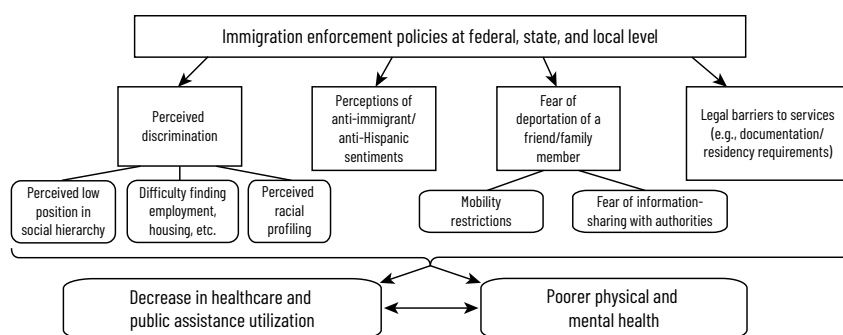 Immigration enforcement policies at federal, state, and local level
Perceived
discrimination
Perceptions of
anti-immigrant/
anti-Hispanic
sentiments
Fear of
deportation of a
friend/family
member
Legal barriers to services
(e.g., documentation/
residency requirements)
Perceived low
position in
social hierarchy
Difficulty finding
employment,
housing, etc.
Perceived
racial
profiling
Mobility
restrictions
Fear of information-
sharing with authorities
Decrease in healthcare and
public assistance utilization
Poorer physical and
mental health